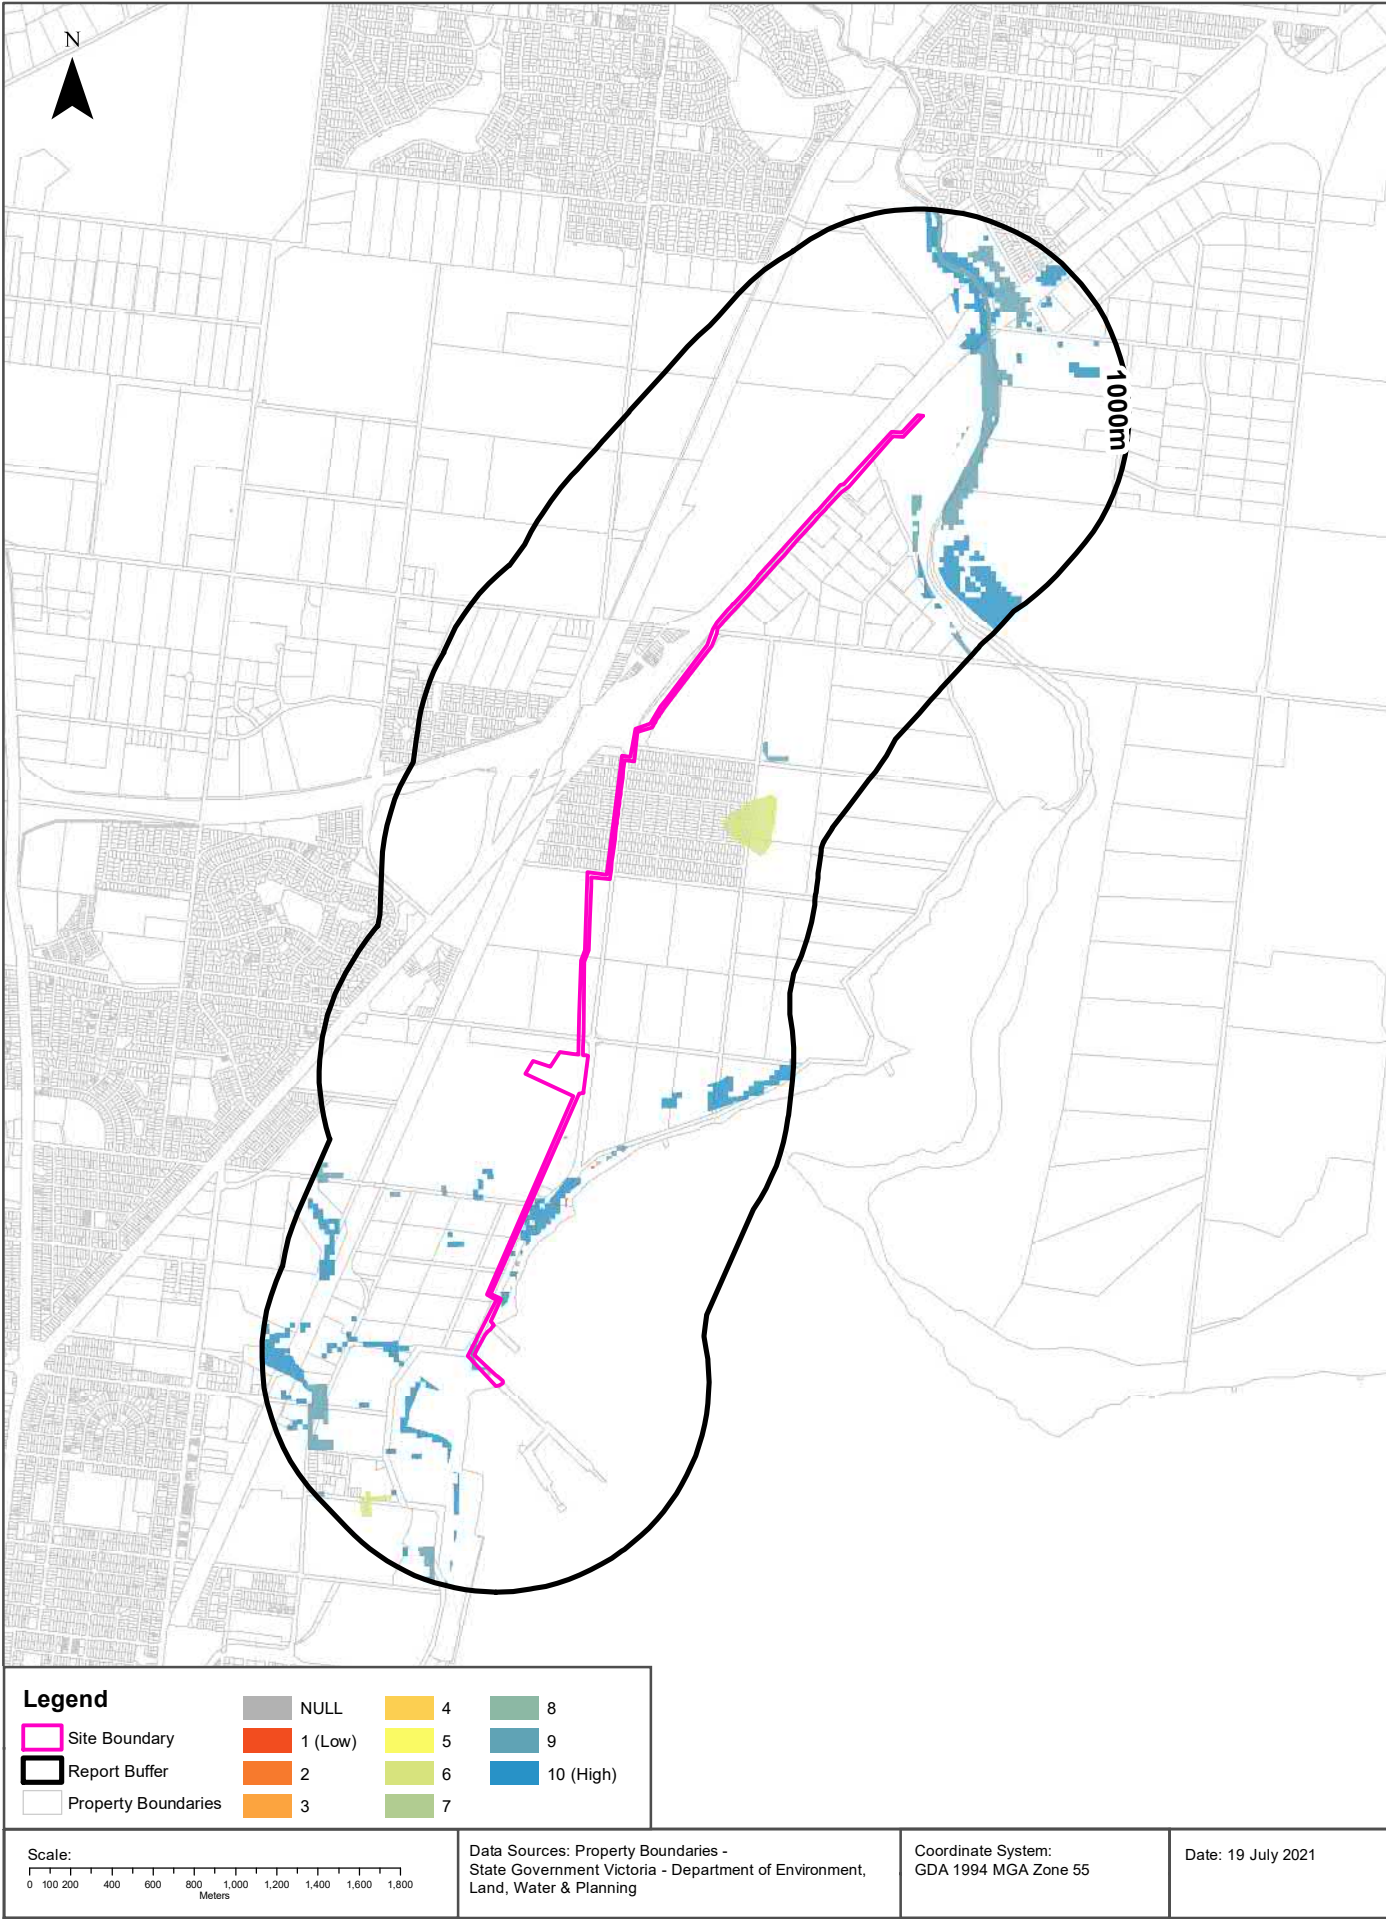 N
1000m
Legend
Site Boundary
Report Buffer
Property Boundaries
NULL
1 (Low)
2
3
4
5
6
7
8
9
10 (High)
Scale:
0 100 200 400 600 800 1,000 1,200 1,400 1,600 1,800
Meters
Data Sources: Property Boundaries -
State Government Victoria - Department of Environment,
Land, Water & Planning
Coordinate System:
GDA 1994 MGA Zone 55
Date: 19 July 2021